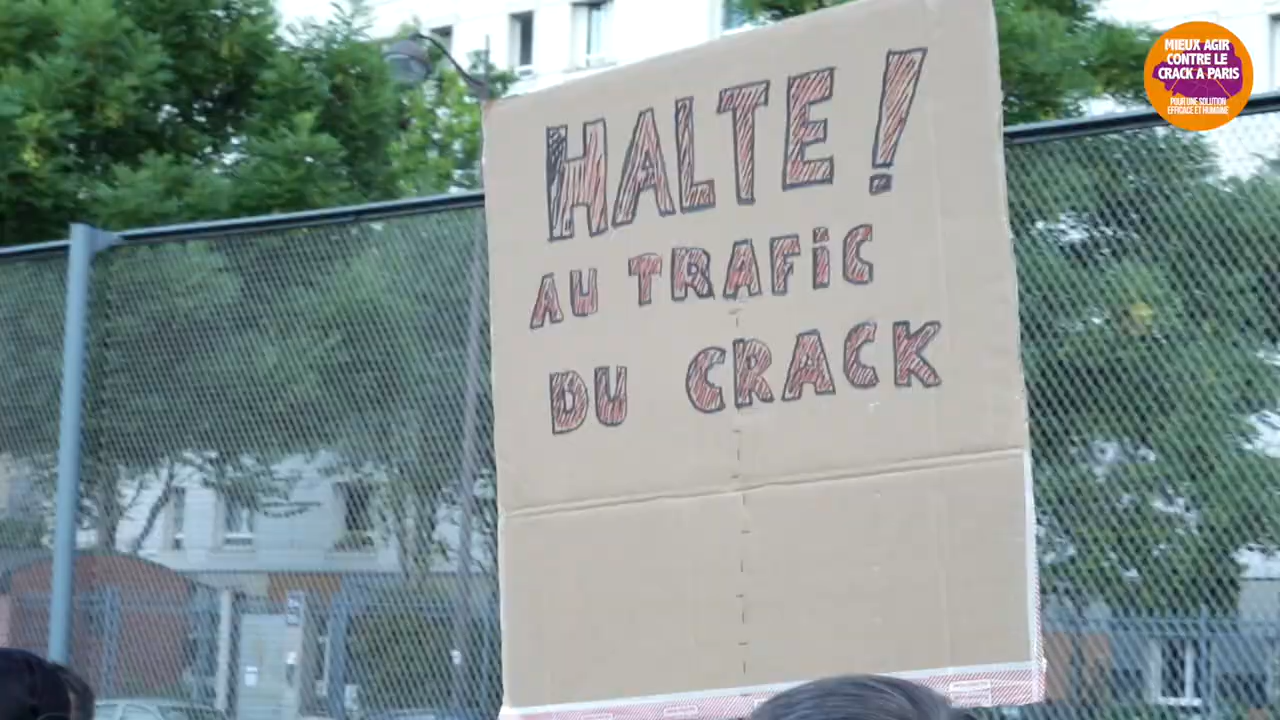 HALTE !
AU TRAFIC
DU CRACK
MIEUX AGIR
CONTRE LE
CRACK A PARIS
POUR UNE SOLUTION
EFFICACE ET HUMAINE